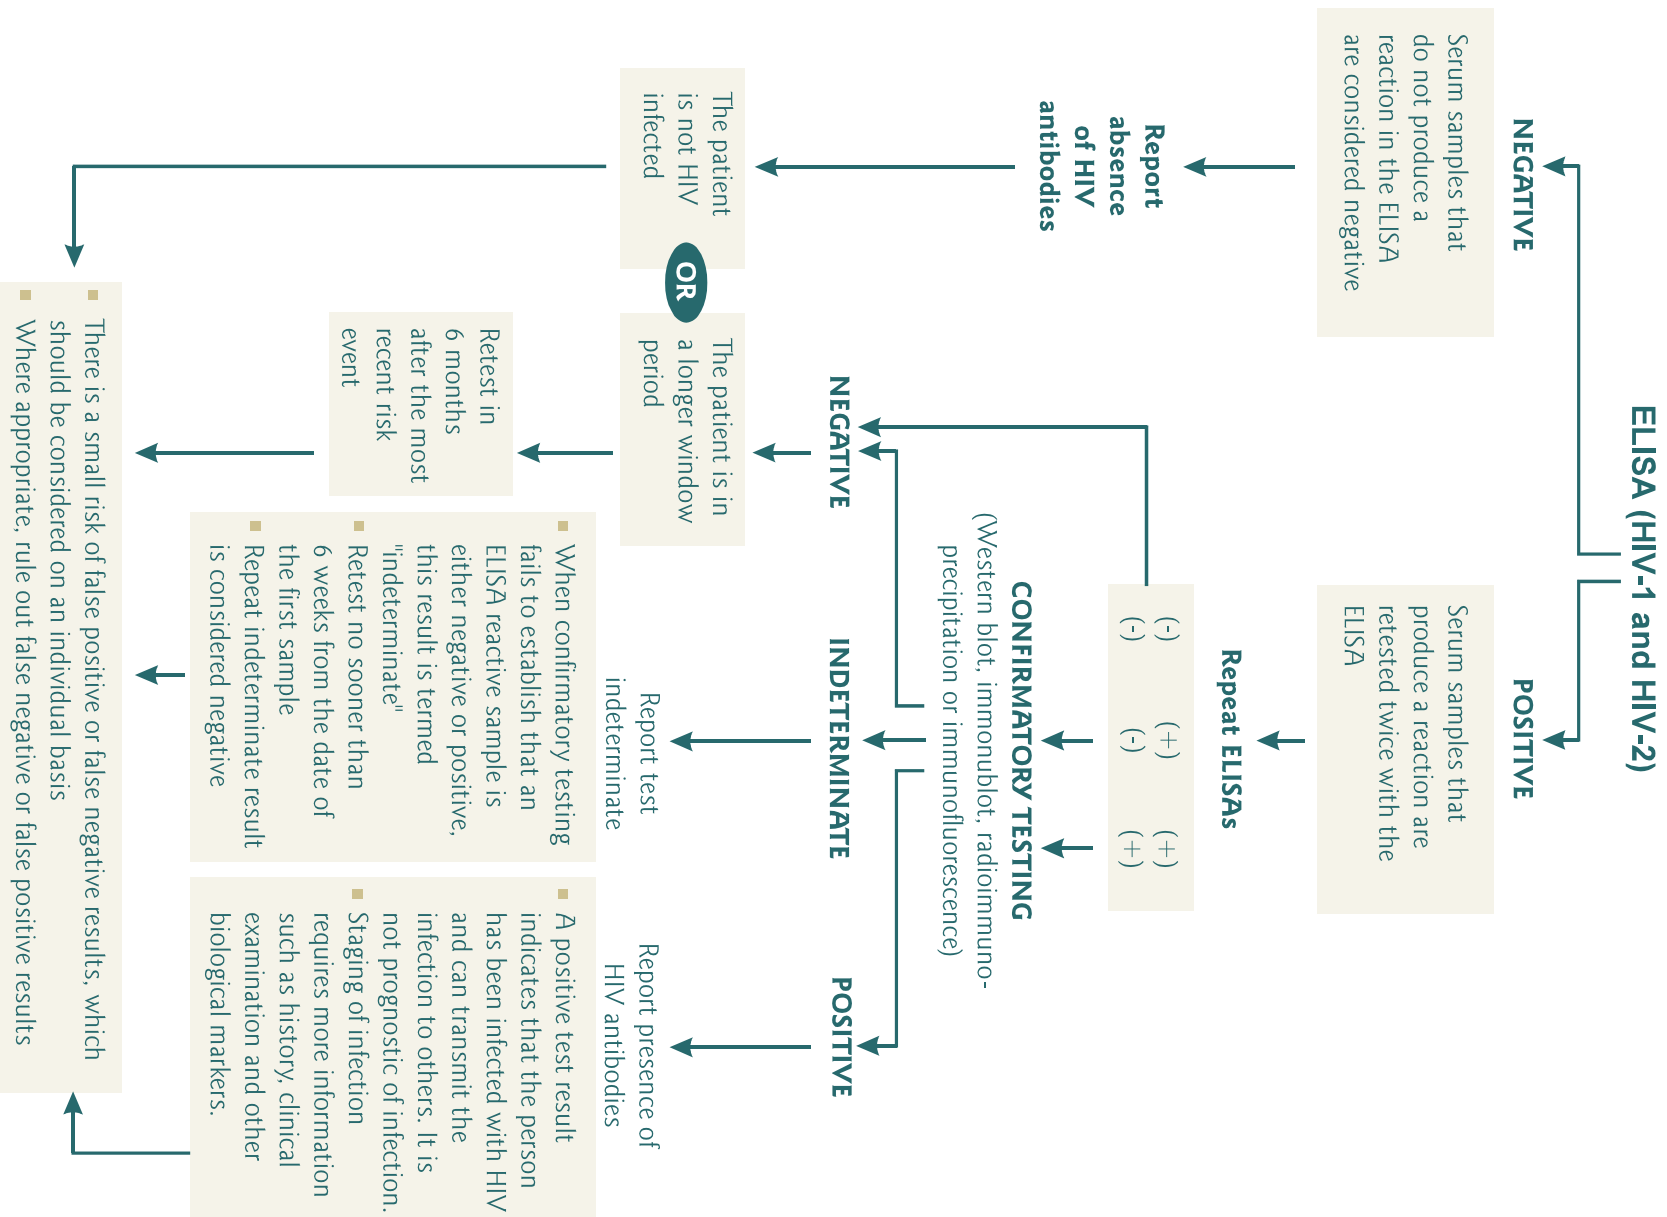 ELISA (HIV-1 and HIV-2)
NEGATIVE
POSITIVE
Serum samples that
do not produce a
reaction in the ELISA
are considered negative
Serum samples that
produce a reaction are
retested twice with the
ELISA
Repeat ELISAs
Report
absence
of HIV
antibodies
(-) (+) (+)
(-) (-) (+)
CONFIRMATORY TESTING
(Western blot, immunoblot, radioimmuno-
precipitation or immunofluorescence)
NEGATIVE
INDETERMINATE
POSITIVE
The patient
is not HIV
infected
OR
The patient is in
a longer window
period
Report test
indeterminate
Report presence of
HIV antibodies
Retest in
6 months
after the most
recent risk
event
When confirmatory testing
fails to establish that an
ELISA reactive sample is
either negative or positive,
this result is termed
"indeterminate"
Retest no sooner than
6 weeks from the date of
the first sample
Repeat indeterminate result
is considered negative
A positive test result
indicates that the person
has been infected with HIV
and can transmit the
infection to others. It is
not prognostic of infection.
Staging of infection
requires more information
such as history, clinical
examination and other
biological markers.
There is a small risk of false positive or false negative results, which
should be considered on an individual basis
Where appropriate, rule out false negative or false positive results